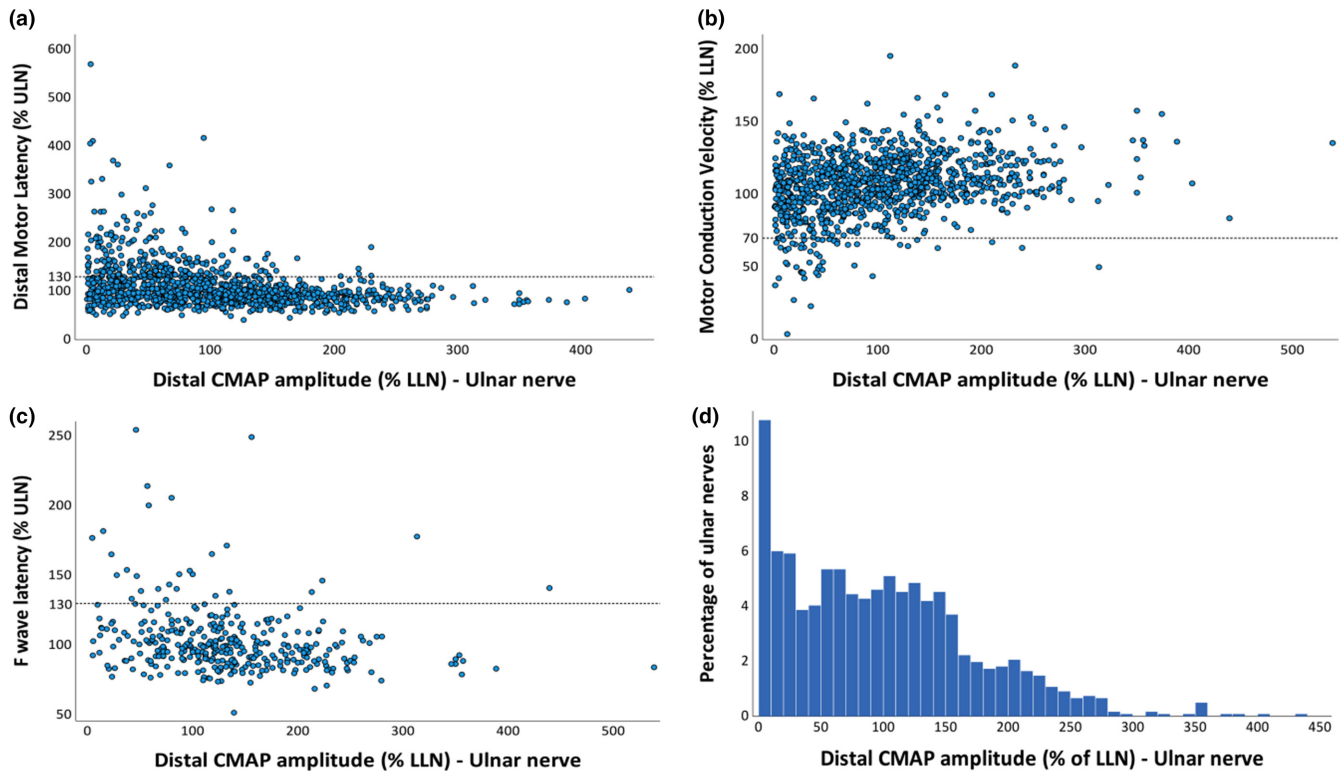 (a)
Distal Motor Latency (% ULN)
600
500
400
300
200
130
100
0
0 100 200 300 400
Distal CMAP amplitude (% LLN) - Ulnar nerve
(b)
Motor Conduction Velocity (% LLN)
200
150
100
70
50
0
0 100 200 300 400 500
Distal CMAP amplitude (% LLN) - Ulnar nerve
(c)
F wave latency (% ULN)
250
200
150
130
100
50
0 100 200 300 400 500
Distal CMAP amplitude (% LLN) - Ulnar nerve
(d)
Percentage of ulnar nerves
10
8
6
4
2
0
0 50 100 150 200 250 300 350 400 450
Distal CMAP amplitude (% of LLN) - Ulnar nerve